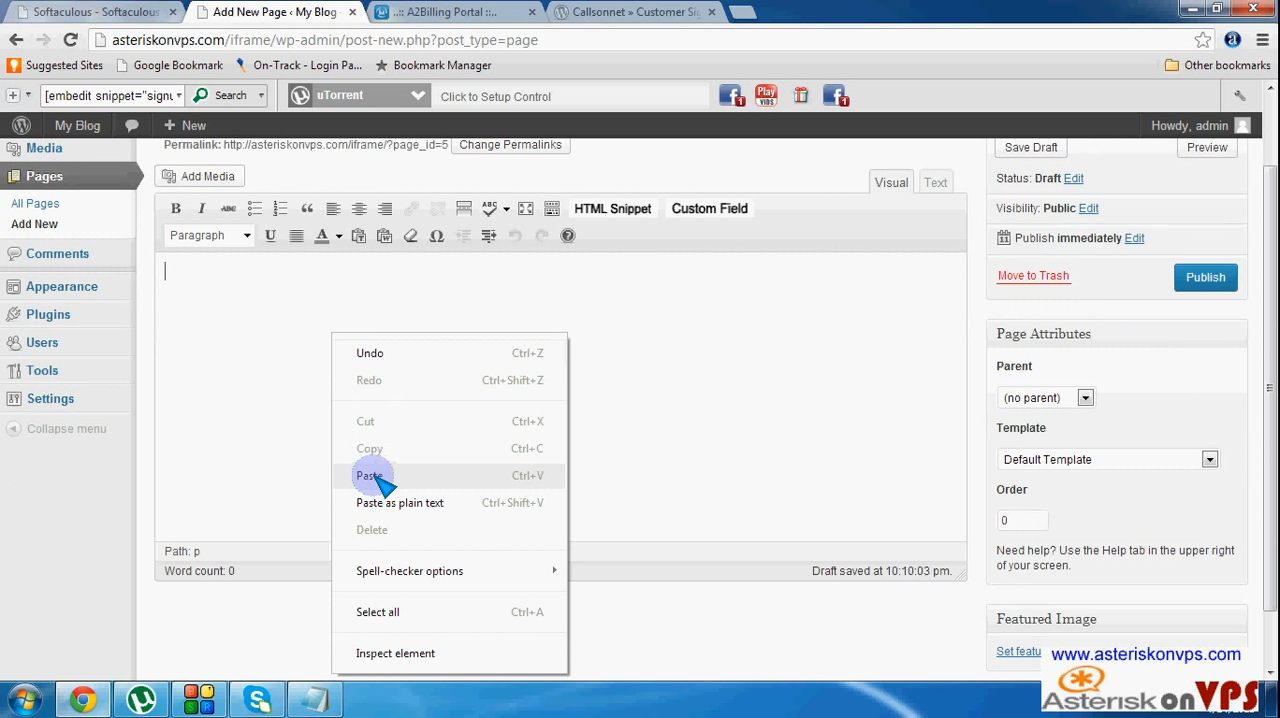 Softaculous - Softaculous
Add New Page ‹ My Blog
..:: A2Billing Portal ::..
Callsonnet » Customer Si
asteriskonvps.com/iframe/wp-admin/post-new.php?post_type=page
Suggested Sites
Google Bookmark
On-Track - Login Pa...
Bookmark Manager
Other bookmarks
[embedit snippet="signu
Search
uTorrent
Click to Setup Control
1
Play
VIDS
1
My Blog
New
Howdy, admin
Media
Pages
All Pages
Add New
Comments
Appearance
Plugins
Users
Tools
Settings
Collapse menu
Permalink: http://asteriskonvps.com/iframe/?page_id=5
Change Permalinks
Add Media
Visual
Text
B I ABC
ABC
HTML Snippet
Custom Field
Paragraph
U
A
Ω
Undo Ctrl+Z
Redo Ctrl+Shift+Z
Cut Ctrl+X
Copy Ctrl+C
Paste Ctrl+V
Paste as plain text Ctrl+Shift+V
Delete
Spell-checker options
Select all Ctrl+A
Inspect element
Path: p
Word count: 0
Draft saved at 10:10:03 pm.
Save Draft
Preview
Status: Draft Edit
Visibility: Public Edit
Publish immediately Edit
Move to Trash
Publish
Page Attributes
Parent
(no parent)
Template
Default Template
Order
0
Need help? Use the Help tab in the upper right
of your screen.
Featured Image
Set featu
www.asteriskonvps.com
Asterisk onVPS